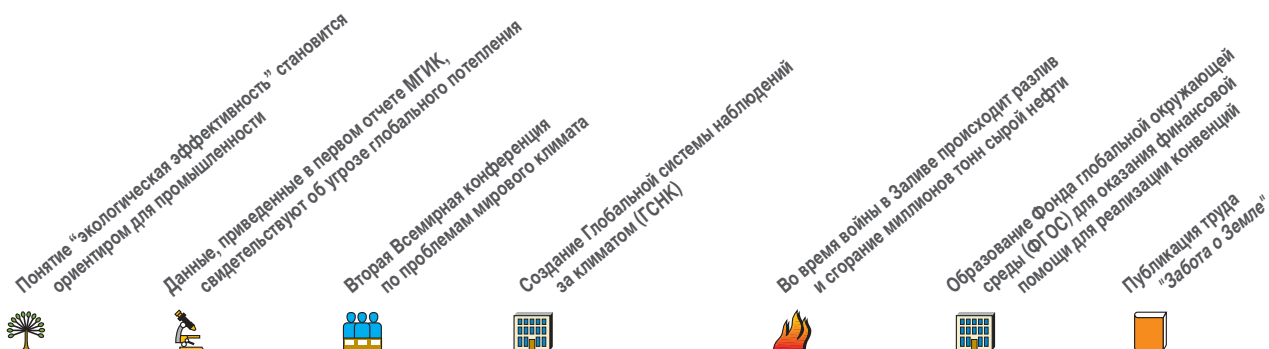 Понятие “экологическая эффективность” становится
ориентиром для промышленности
Данные, приведенные в первом отчете МГИК,
свидетельствуют об угрозе глобального потепления
Вторая Всемирная конференция
по проблемам мирового климата
Создание Глобальной системы наблюдений
за климатом (ГСНК)
Во время войны в Заливе происходит разлив
и сгорание миллионов тонн сырой нефти
Образование Фонда глобальной окружающей
среды (ФГОС) для оказания финансовой
помощи для реализации конвенций
Публикация труда
"Забота о Земле"